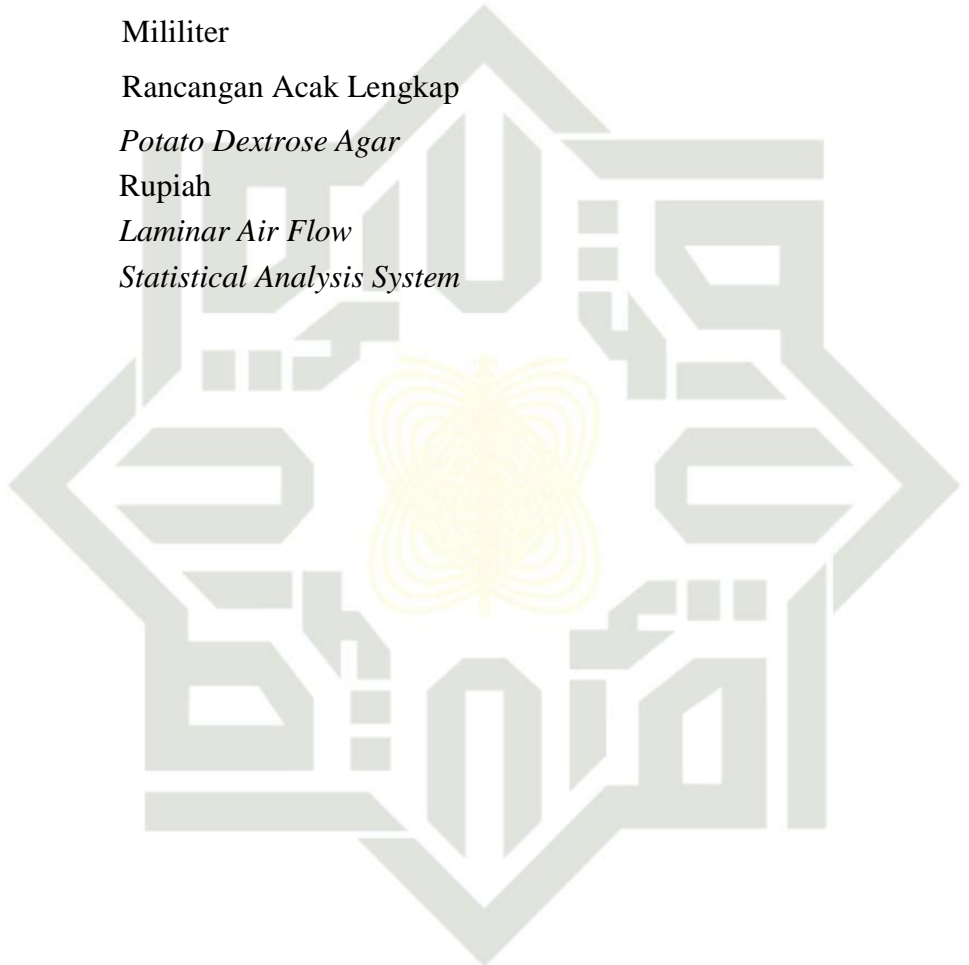 Mililiter
Rancangan Acak Lengkap
Potato Dextrose Agar
Rupiah
Laminar Air Flow
Statistical Analysis System